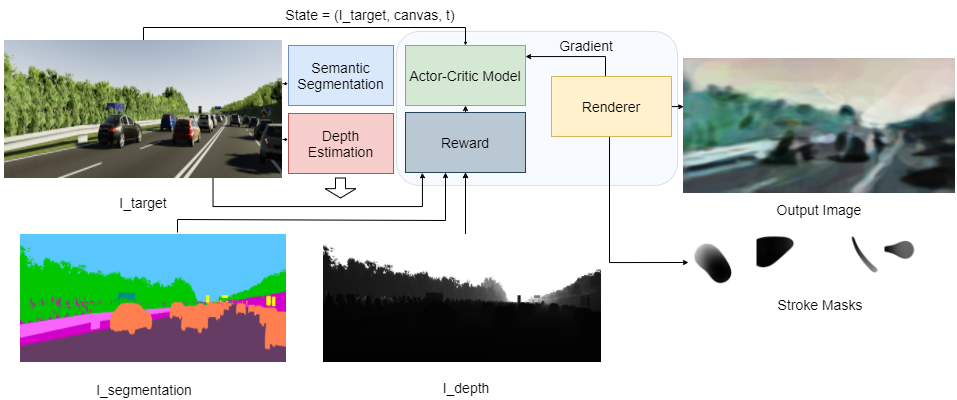 State = (I_target, canvas, t)
Semantic
Segmentation
Depth
Estimation
Actor-Critic Model
Reward
Gradient
Renderer
I_target
Output Image
Stroke Masks
I_segmentation
I_depth